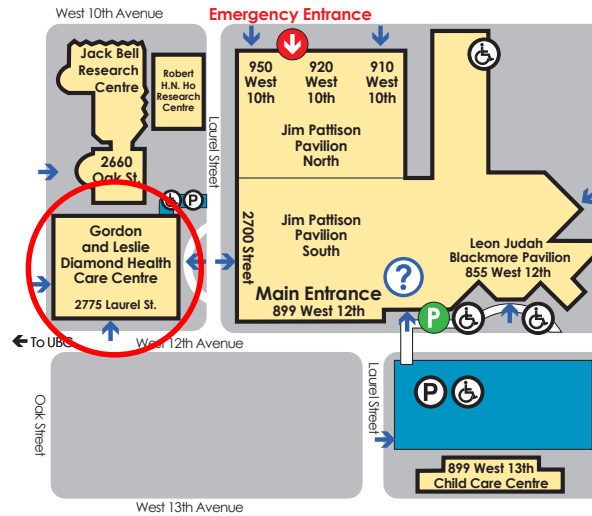 West 10th Avenue
Emergency Entrance
Jack Bell
Research
Centre
Robert
H.N. Ho
Research
Centre
950
West
10th
920
West
10th
910
West
10th
Laurel Street
Jim Pattison
Pavilion
North
2660
Oak St.
P
Gordon
and Leslie
Diamond Health
Care Centre
2775 Laurel St.
2700 Street
Jim Pattison
Pavilion
South
Leon Judah
Blackmore Pavilion
855 West 12th
?
Main Entrance
899 West 12th
P
To UBC
West 12th Avenue
Oak Street
Laurel Street
P
899 West 13th
Child Care Centre
West 13th Avenue